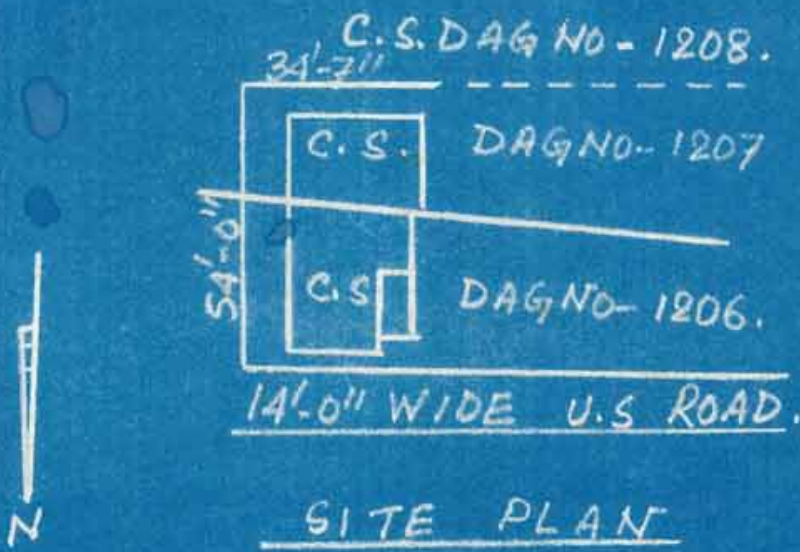 C.S. DAG NO - 1208.
34'-7"
C. S. DAG NO - 1207
54'-0"
C.S DAG NO - 1206.
14'-0" WIDE U.S ROAD.
N
SITE PLAN